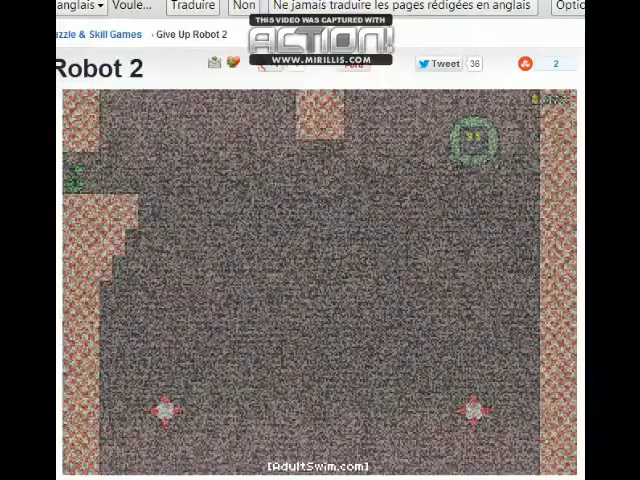 anglais Voule... Traduire Non Ne jamais traduire les pages rédigées en anglais Optio
THIS VIDEO WAS CAPTURED WITH
ACTION!
WWW.MIRILLIS.COM
uzzle & Skill Games › Give Up Robot 2
Robot 2
Tweet 36 2
[AdultSwim.com]